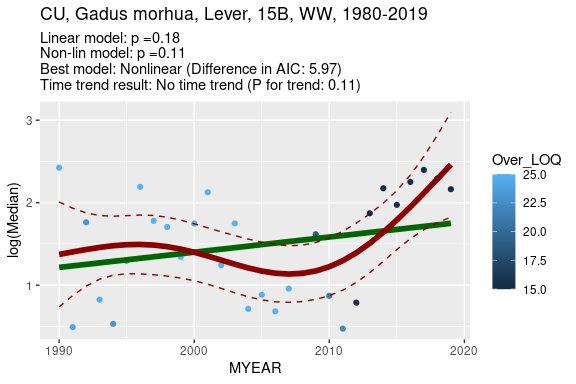 CU, Gadus morhua, Lever, 15B, WW, 1980-2019
Linear model: p =0.18
Non-lin model: p =0.11
Best model: Nonlinear (Difference in AIC: 5.97)
Time trend result: No time trend (P for trend: 0.11)
3
2
1
log(Median)
1990
2000
2010
2020
MYEAR
Over_LOQ
25.0
22.5
20.0
17.5
15.0